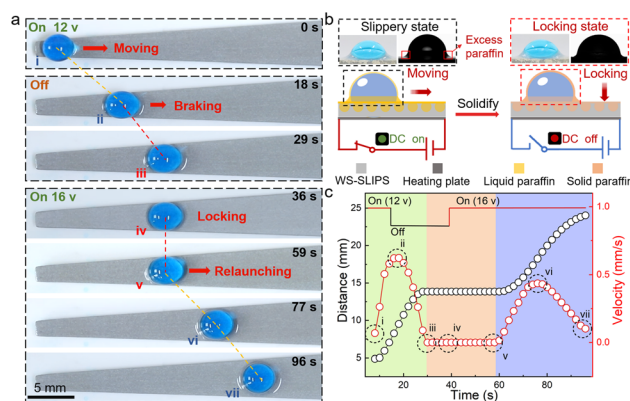 a
On 12 v
0 s
Moving
i
Off
18 s
Braking
ii
29 s
iii
On 16 v
36 s
Locking
iv
59 s
Relaunching
v
77 s
vi
96 s
vii
5 mm
b
Slippery state
Locking state
Excess
paraffin
Moving
Locking
Solidify
DC on
DC off
WS-SLIPS
Heating plate
Liquid paraffin
Solid paraffin
c
On (12 v)
On (16 v)
Off
ii
vi
i
iii
iv
v
vii
25
20
15
10
5
Distance (mm)
1.0
0.5
0.0
Velocity (mm/s)
20
40
60
80
Time (s)